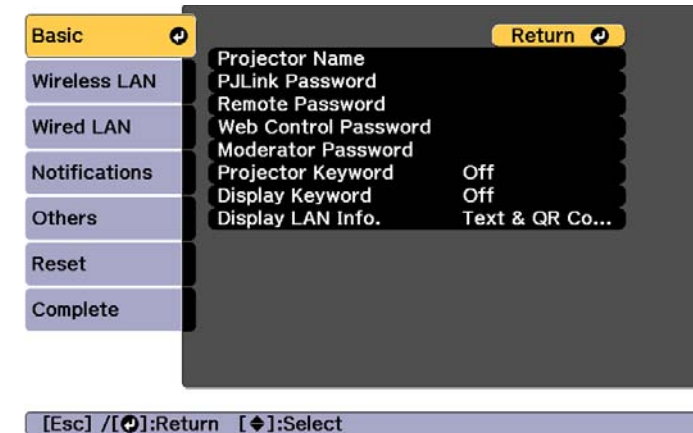 Basic
Return
Projector Name
Wireless LAN
PJLink Password
Remote Password
Wired LAN
Web Control Password
Moderator Password
Notifications
Projector Keyword Off
Display Keyword Off
Others
Display LAN Info. Text & QR Co...
Reset
Complete
[Esc] /[⏎]:Return [◆]:Select